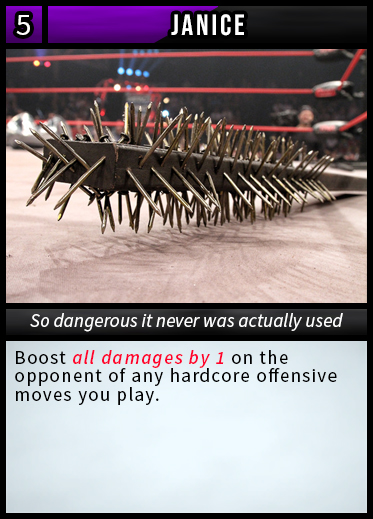 5 JANICE
So dangerous it never was actually used
Boost all damages by 1 on the
opponent of any hardcore offensive
moves you play.